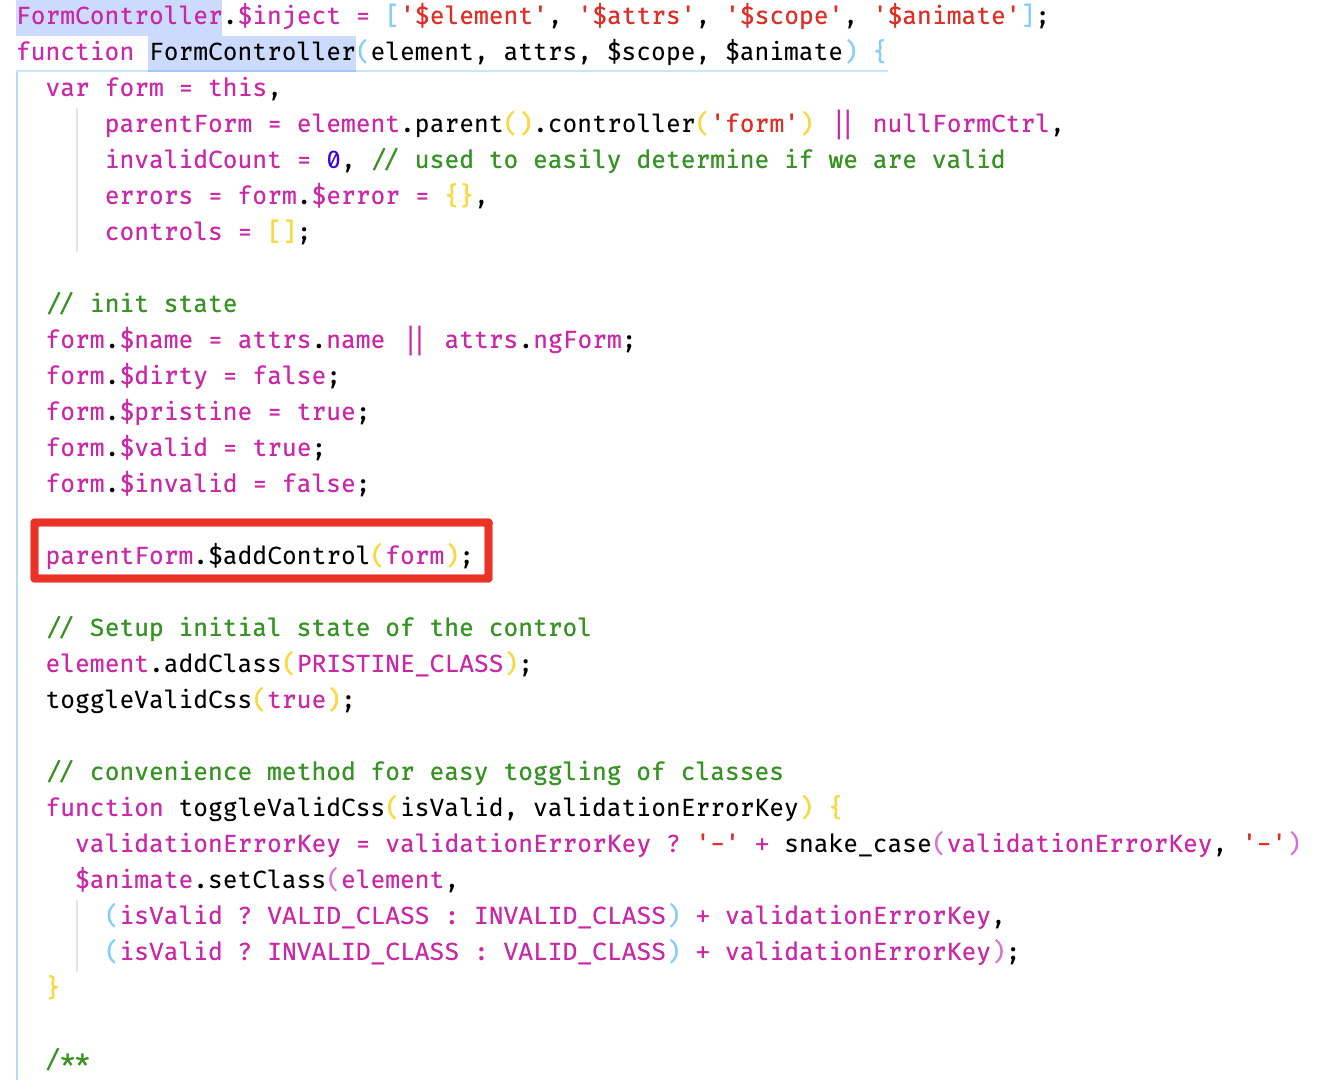 FormController.$inject = ['$element', '$attrs', '$scope', '$animate'];
function FormController(element, attrs, $scope, $animate) {
  var form = this,
      parentForm = element.parent().controller('form') || nullFormCtrl,
      invalidCount = 0, // used to easily determine if we are valid
      errors = form.$error = {},
      controls = [];

  // init state
  form.$name = attrs.name || attrs.ngForm;
  form.$dirty = false;
  form.$pristine = true;
  form.$valid = true;
  form.$invalid = false;

  parentForm.$addControl(form);

  // Setup initial state of the control
  element.addClass(PRISTINE_CLASS);
  toggleValidCss(true);

  // convenience method for easy toggling of classes
  function toggleValidCss(isValid, validationErrorKey) {
    validationErrorKey = validationErrorKey ? '-' + snake_case(validationErrorKey, '-')
    $animate.setClass(element,
      (isValid ? VALID_CLASS : INVALID_CLASS) + validationErrorKey,
      (isValid ? INVALID_CLASS : VALID_CLASS) + validationErrorKey);
  }

  /**